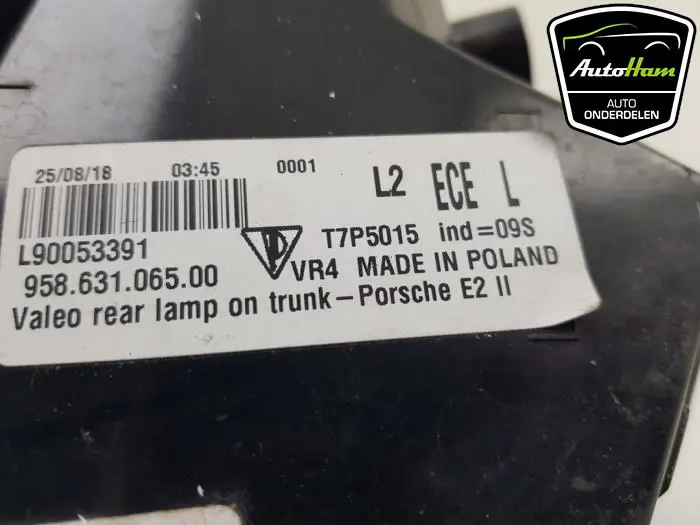 AutoHam
AUTO
ONDERDELEN
25/08/18 03:45 0001 L2 ECE L
L90053391 T7P5015 ind=09S
958.631.065.00 VR4 MADE IN POLAND
Valeo rear lamp on trunk-Porsche E2 II